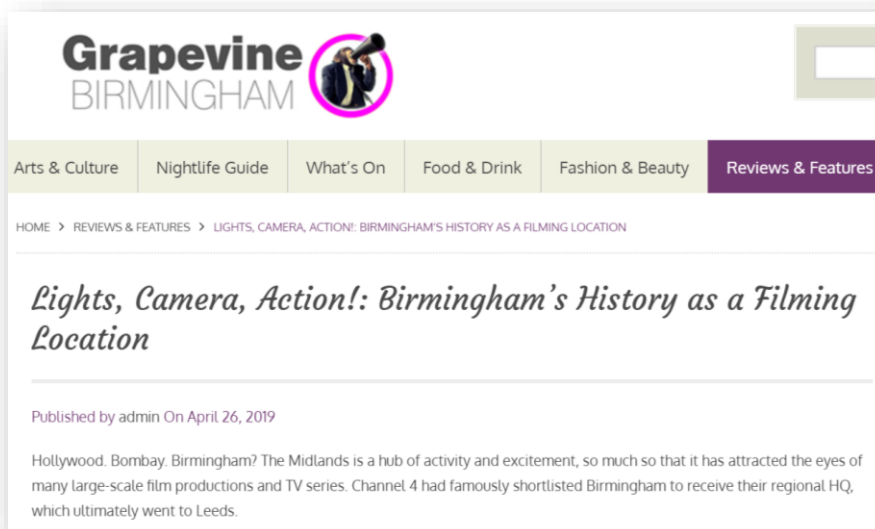 Grapevine
BIRMINGHAM
Arts & Culture
Nightlife Guide
What's On
Food & Drink
Fashion & Beauty
Reviews & Features
HOME > REVIEWS & FEATURES > LIGHTS, CAMERA, ACTION!: BIRMINGHAM'S HISTORY AS A FILMING LOCATION
Lights, Camera, Action!: Birmingham's History as a Filming
Location
Published by admin On April 26, 2019
Hollywood. Bombay. Birmingham? The Midlands is a hub of activity and excitement, so much so that it has attracted the eyes of
many large-scale film productions and TV series. Channel 4 had famously shortlisted Birmingham to receive their regional HQ,
which ultimately went to Leeds.